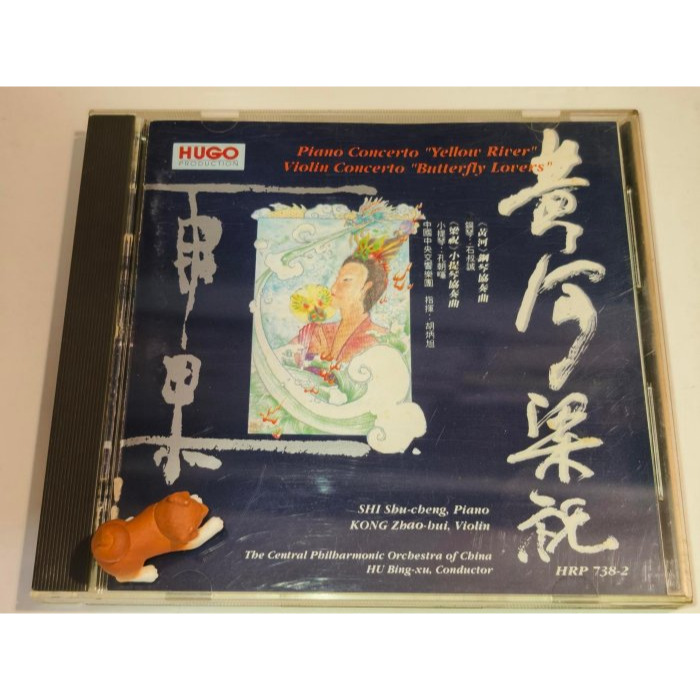 HUGO
PRODUCTION
Piano Concerto "Yellow River"
Violin Concerto "Butterfly Lovers"
黃河梁祝
《黃河》鋼琴協奏曲
鋼琴：石叔誠
《梁祝》小提琴協奏曲
小提琴：孔朝暉
中國中央交響樂團 指揮：胡炳旭
SHI Shu-cheng, Piano
KONG Zhao-hui, Violin
The Central Philharmonic Orchestra of China
HU Bing-xu, Conductor
HRP 738-2